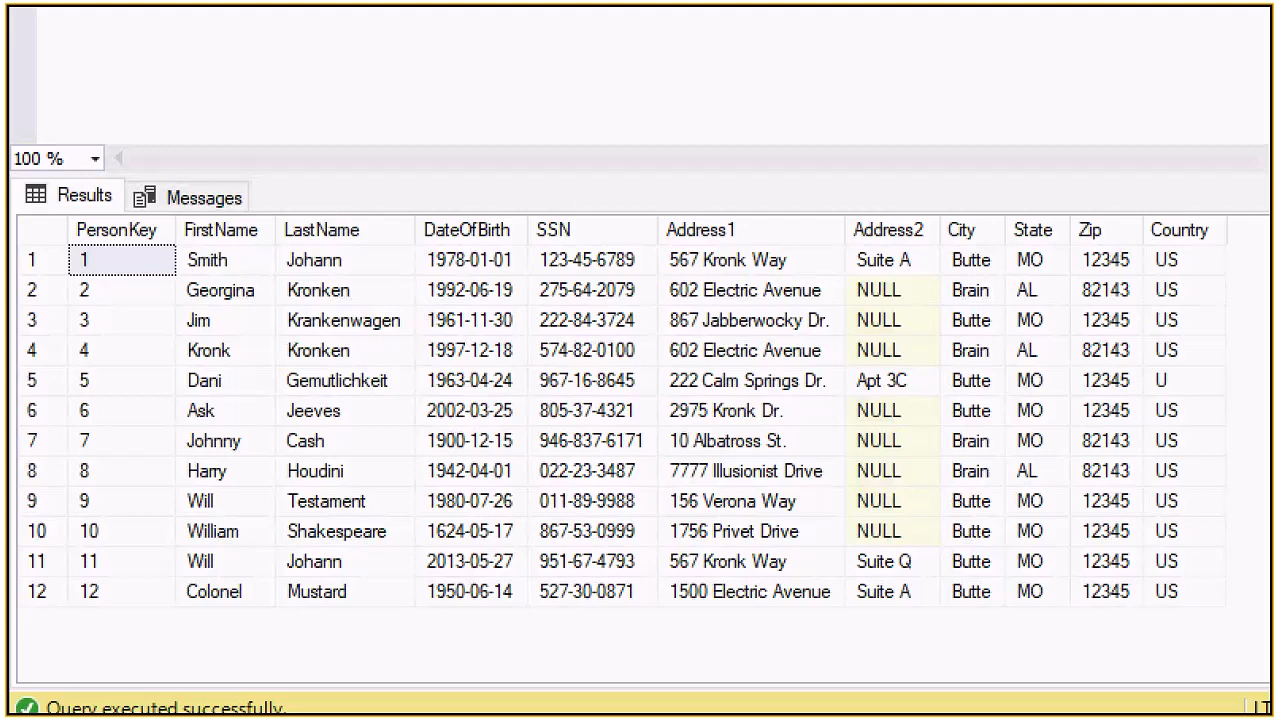 100 %
Results Messages
PersonKey FirstName LastName DateOfBirth SSN Address1 Address2 City State Zip Country
1 1 Smith Johann 1978-01-01 123-45-6789 567 Kronk Way Suite A Butte MO 12345 US
2 2 Georgina Kronken 1992-06-19 275-64-2079 602 Electric Avenue NULL Brain AL 82143 US
3 3 Jim Krankenwagen 1961-11-30 222-84-3724 867 Jabberwocky Dr. NULL Butte MO 12345 US
4 4 Kronk Kronken 1997-12-18 574-82-0100 602 Electric Avenue NULL Brain AL 82143 US
5 5 Dani Gemutlichkeit 1963-04-24 967-16-8645 222 Calm Springs Dr. Apt 3C Butte MO 12345 U
6 6 Ask Jeeves 2002-03-25 805-37-4321 2975 Kronk Dr. NULL Butte MO 12345 US
7 7 Johnny Cash 1900-12-15 946-837-6171 10 Albatross St. NULL Brain MO 82143 US
8 8 Harry Houdini 1942-04-01 022-23-3487 7777 Illusionist Drive NULL Brain AL 82143 US
9 9 Will Testament 1980-07-26 011-89-9988 156 Verona Way NULL Butte MO 12345 US
10 10 William Shakespeare 1624-05-17 867-53-0999 1756 Privet Drive NULL Butte MO 12345 US
11 11 Will Johann 2013-05-27 951-67-4793 567 Kronk Way Suite Q Butte MO 12345 US
12 12 Colonel Mustard 1950-06-14 527-30-0871 1500 Electric Avenue Suite A Butte MO 12345 US
Query executed successfully.